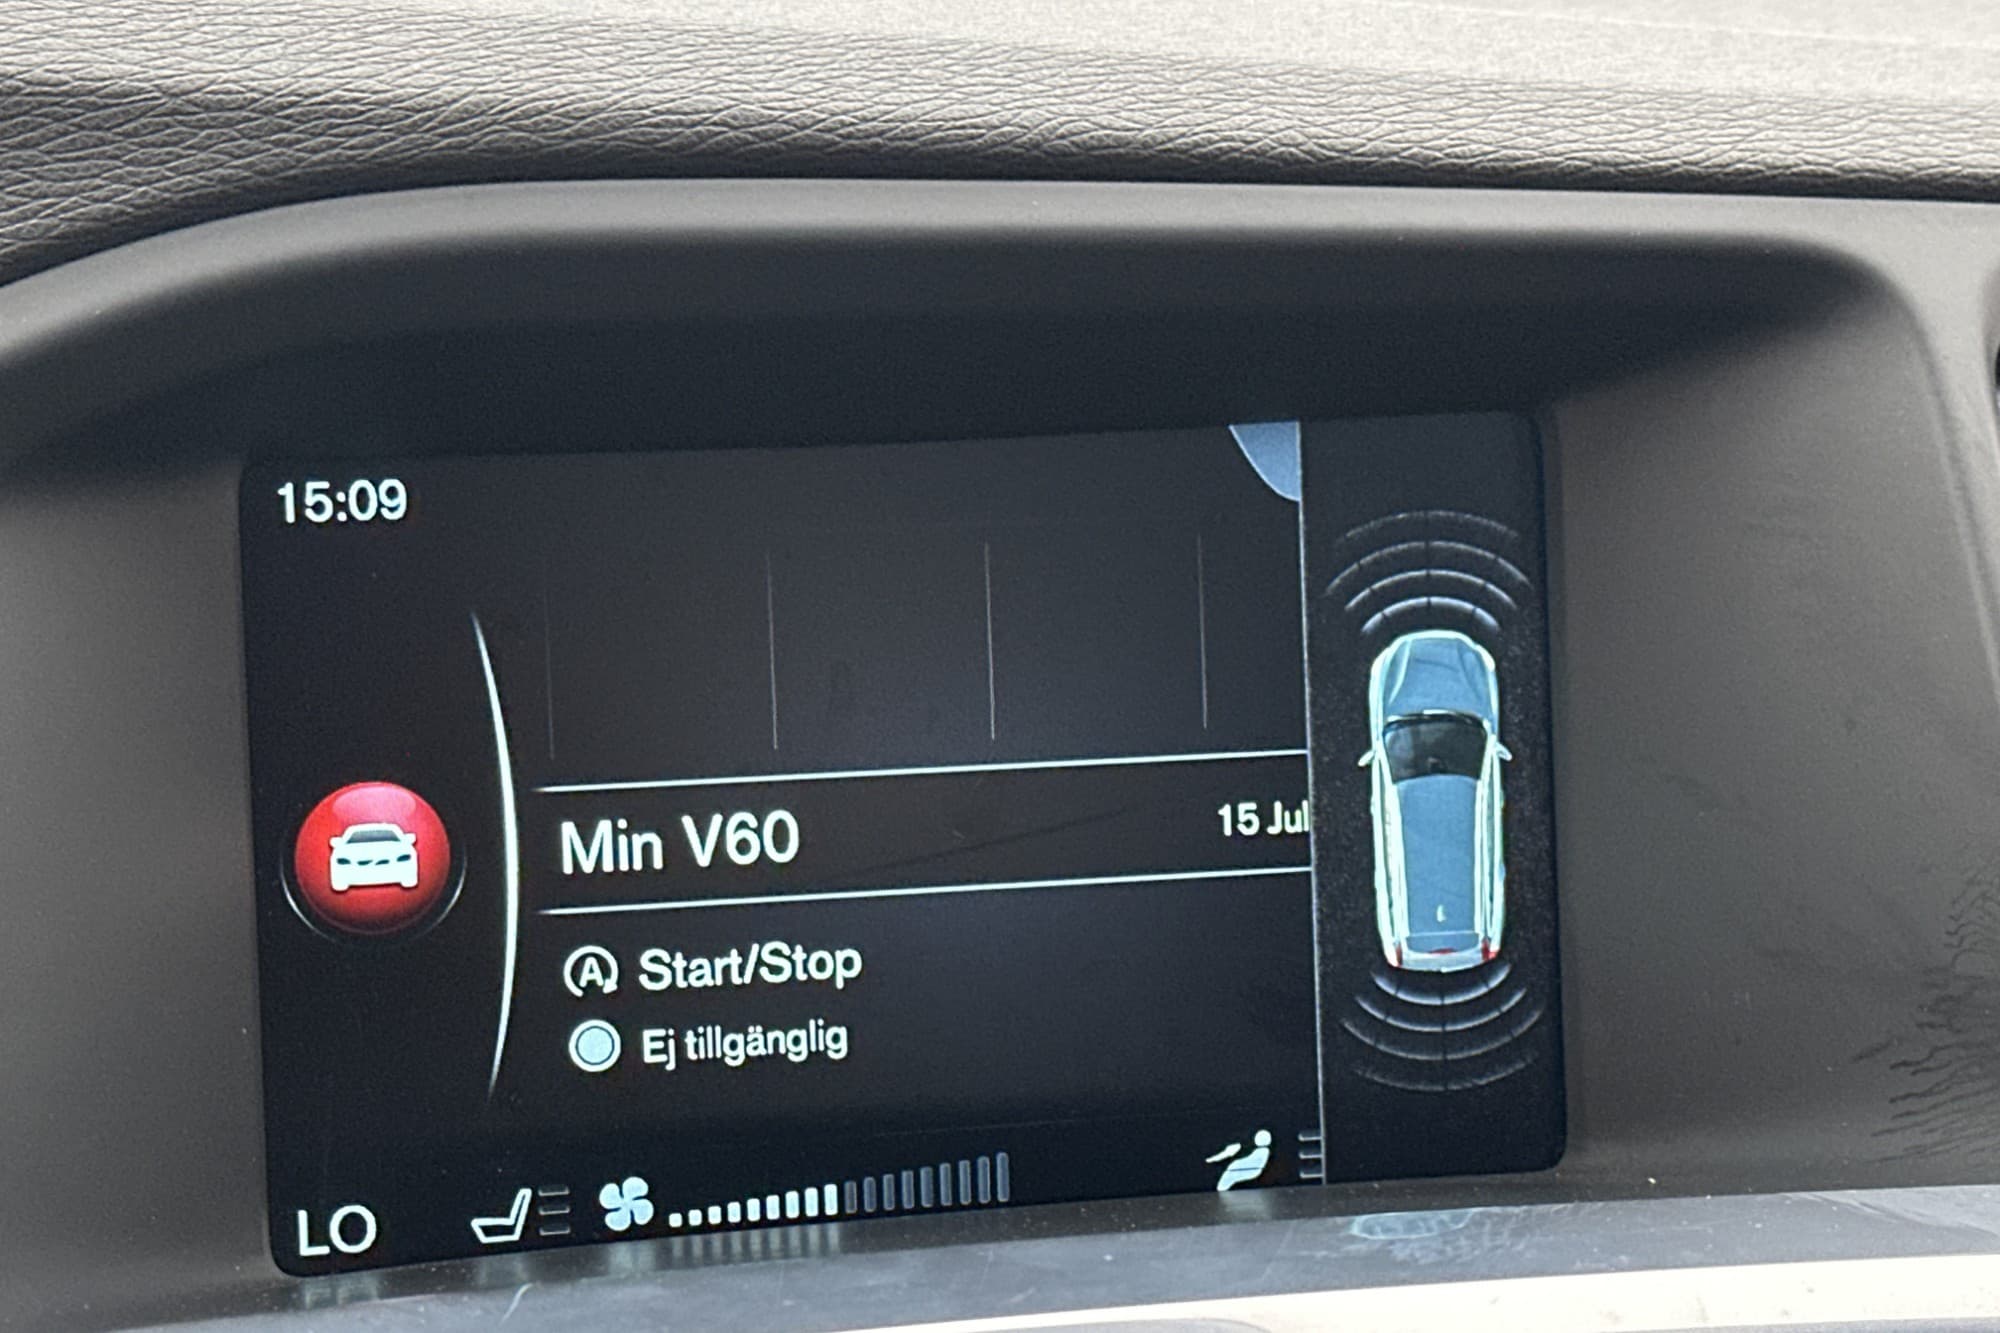 15:09
Min V60
15 Jul
A Start/Stop
Ej tillgänglig
LO